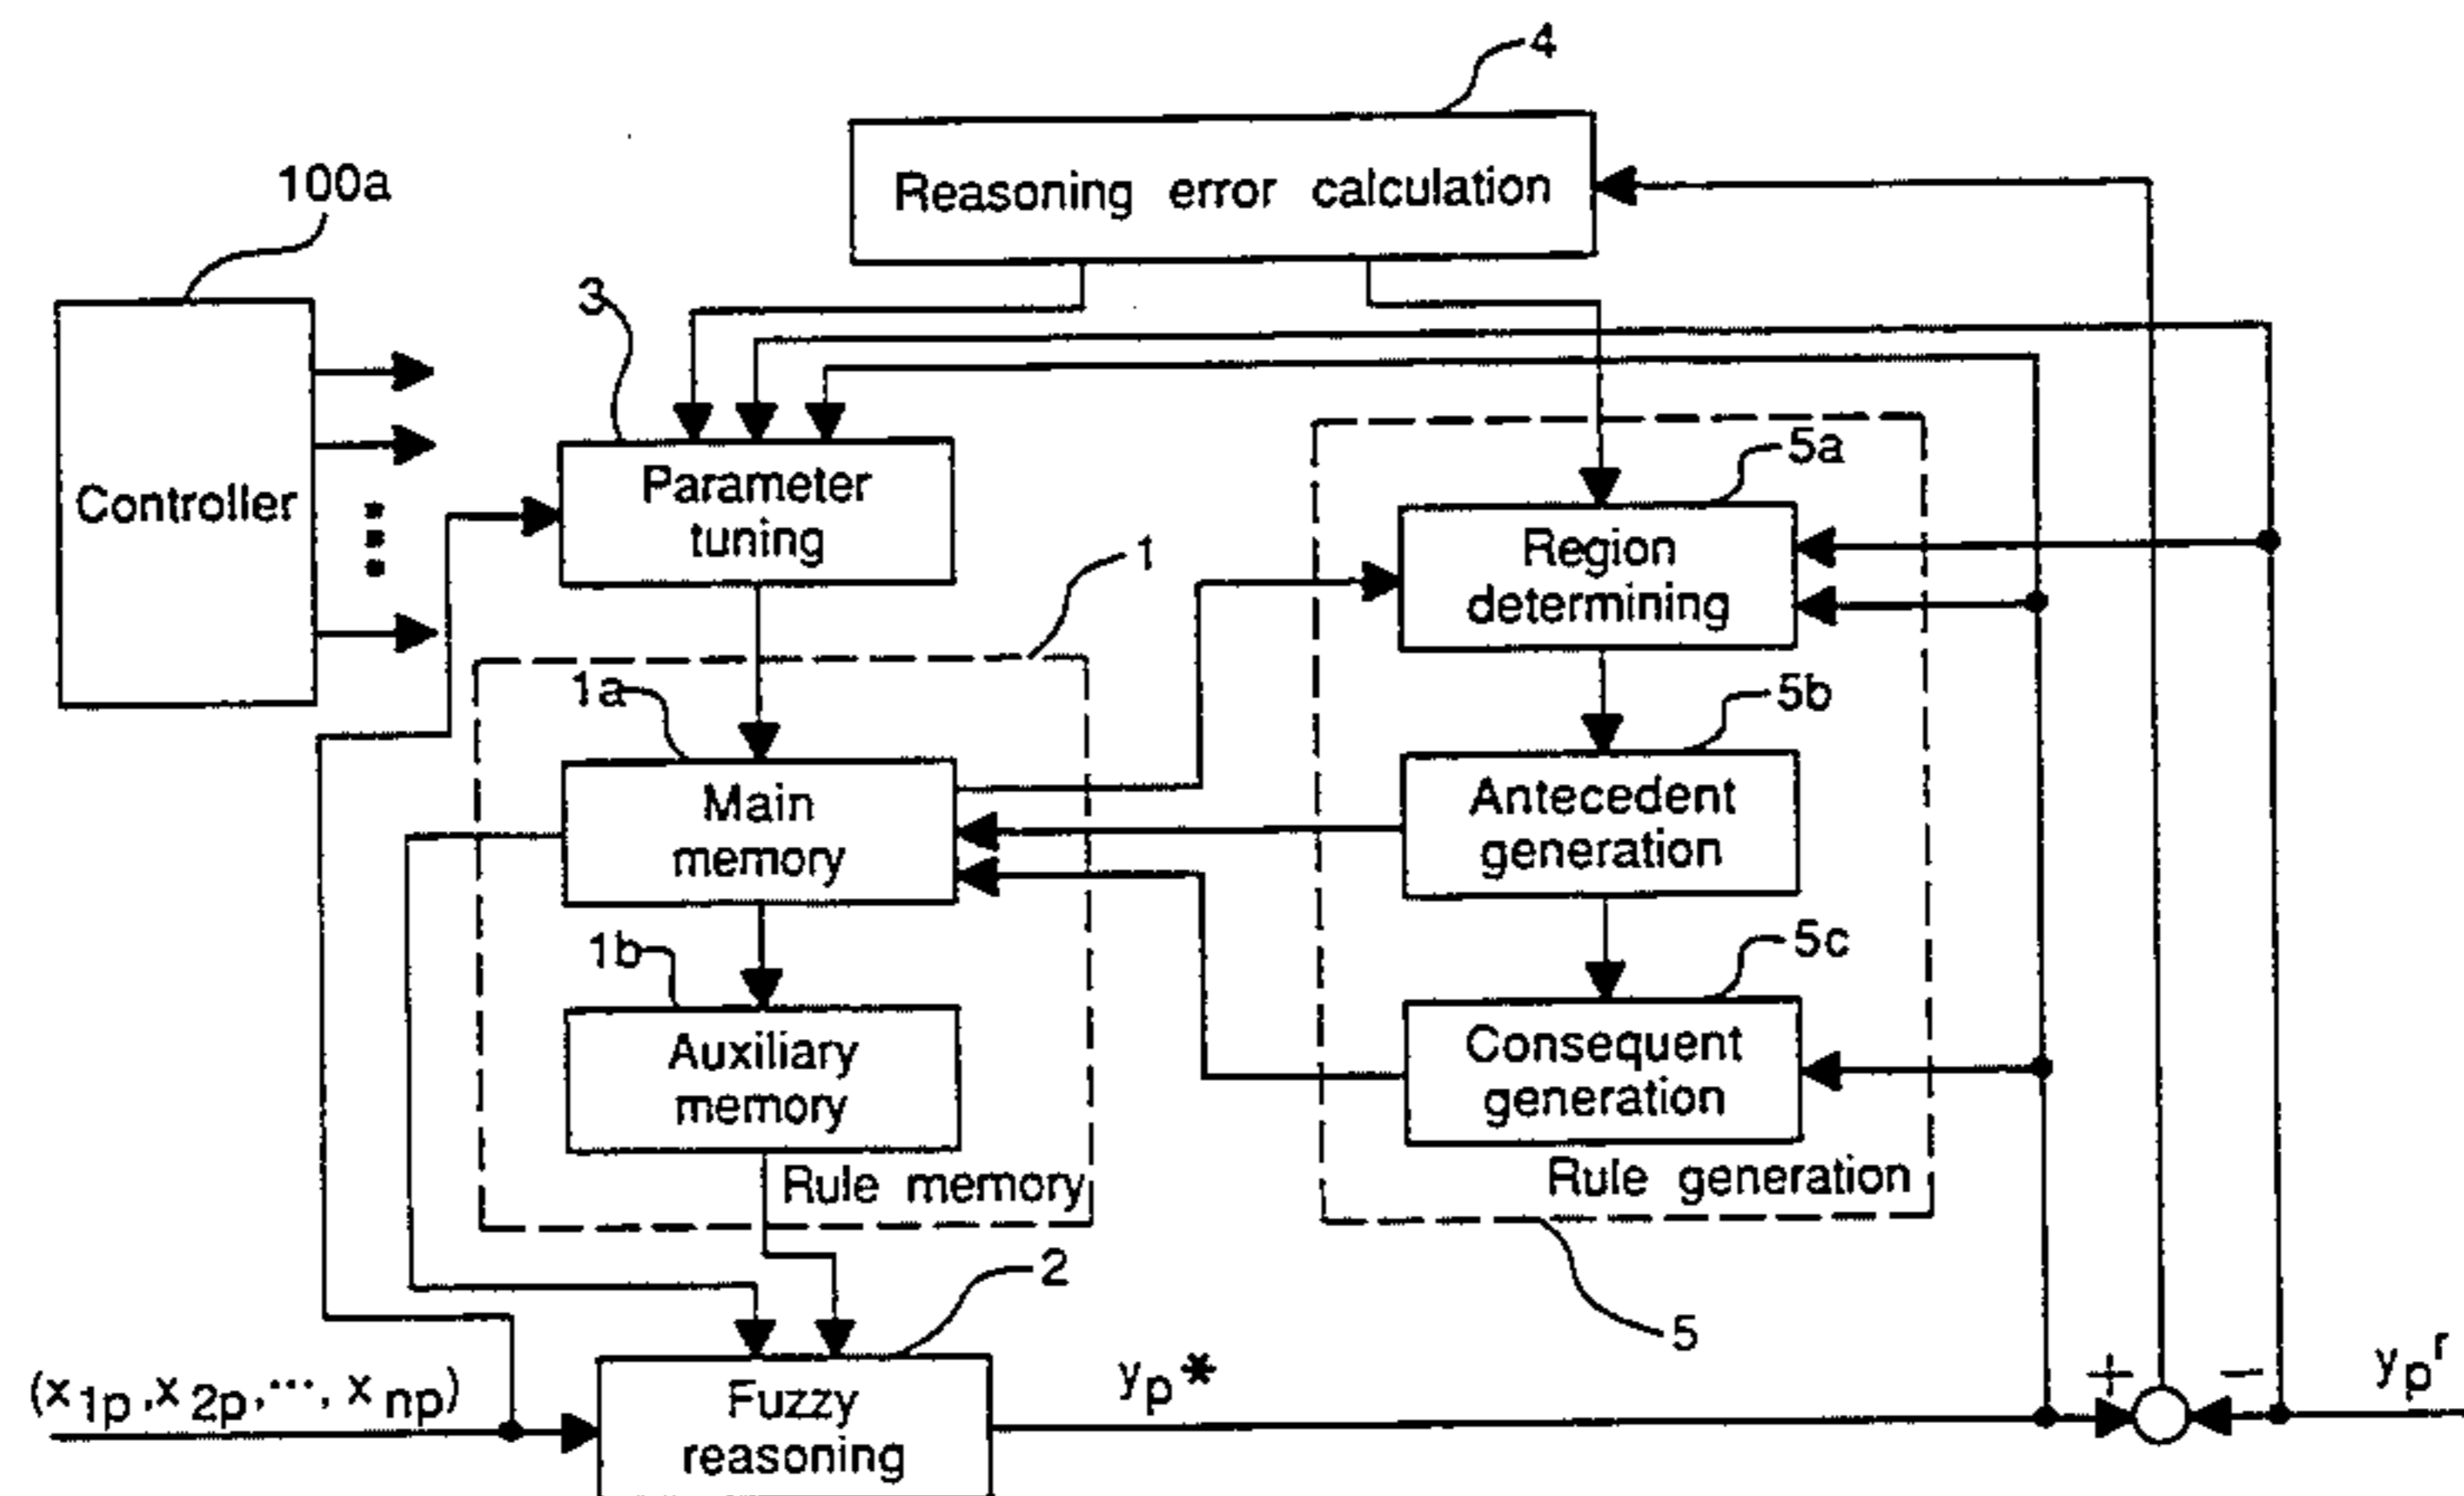 4
Reasoning error calculation
100a
3
Controller
Parameter
tuning
5a
Region
determining
1
1a
Main
memory
5b
Antecedent
generation
1b
Auxiliary
memory
5c
Consequent
generation
Rule memory
Rule generation
2
5
(x1p,x2p,···, xnp)
Fuzzy
reasoning
yp*
+
−
ypr